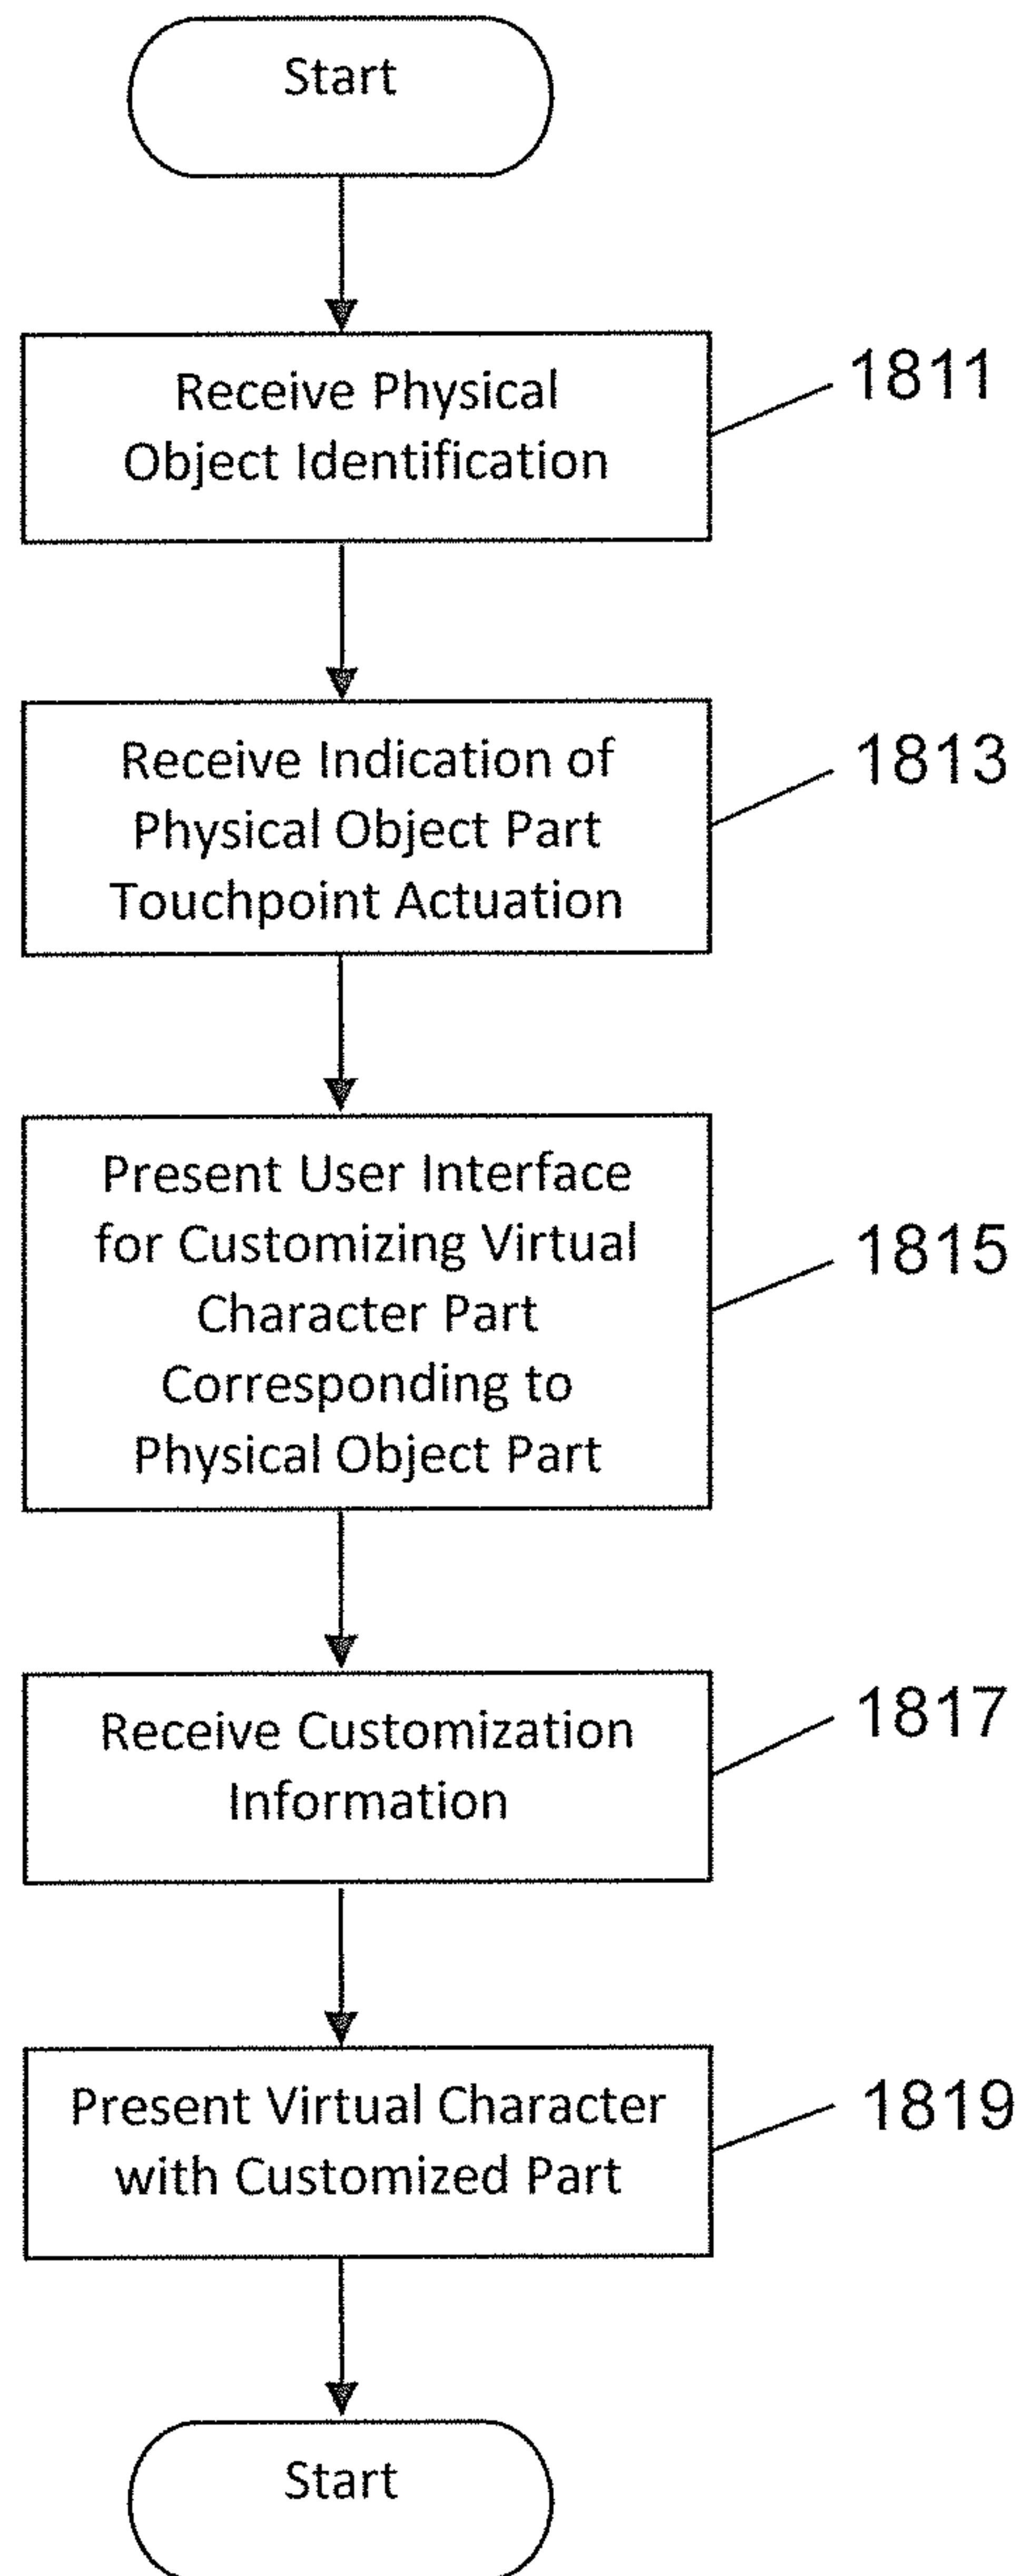 Start
Receive Physical
Object Identification
1811
Receive Indication of
Physical Object Part
Touchpoint Actuation
1813
Present User Interface
for Customizing Virtual
Character Part
Corresponding to
Physical Object Part
1815
Receive Customization
Information
1817
Present Virtual Character
with Customized Part
1819
Start